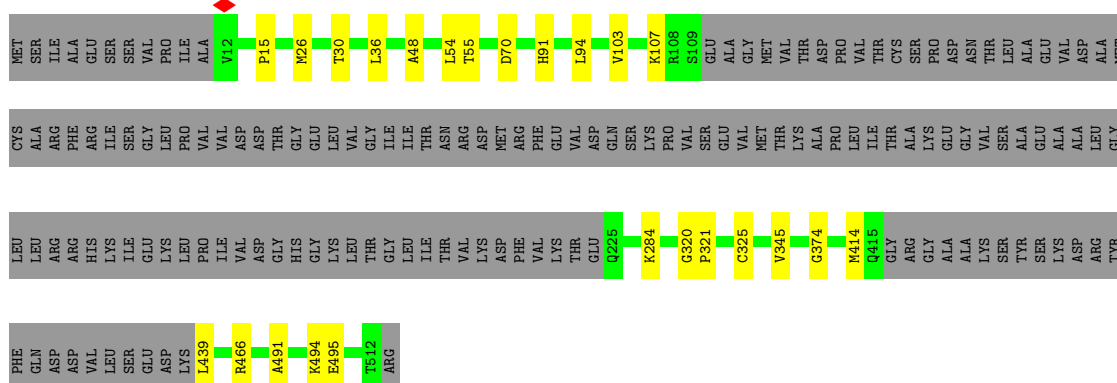 MET SER ILE ALA GLU SER SER VAL PRO ILE ALA V12 P15 M26 T30 L36 A48 L54 T55 D70 H91 L94 V103 K107 R108 S109 GLU ALA GLY MET VAL THR ASP PRO VAL THR CYS SER PRO ASP ASN THR LEU ALA GLU VAL ASP ALA
CYS ALA ARG PHE ARG ILE SER GLY LEU PRO VAL VAL ASP ASP THR GLY GLU LEU VAL GLY ILE ILE THR ASN ARG ASP MET ARG PHE GLU VAL ASP GLN SER LYS PRO VAL SER GLU VAL MET THR LYS ALA PRO LEU ILE THR ALA LYS GLU GLY VAL SER ALA GLU ALA ALA LEU GLY
LEU LEU ARG ARG HIS LYS ILE GLU LYS LEU PRO ILE VAL ASP GLY HIS GLY LYS LEU THR GLY LEU ILE THR VAL LYS ASP PHE VAL LYS THR GLU Q225 K284 G320 P321 C325 V345 G374 M414 Q415 GLY ARG GLY ALA ALA LYS SER TYR SER LYS ASP ARG TYR
PHE GLN ASP ASP VAL LEU SER GLU ASP LYS L439 R466 A491 K494 E495 T512 ARG